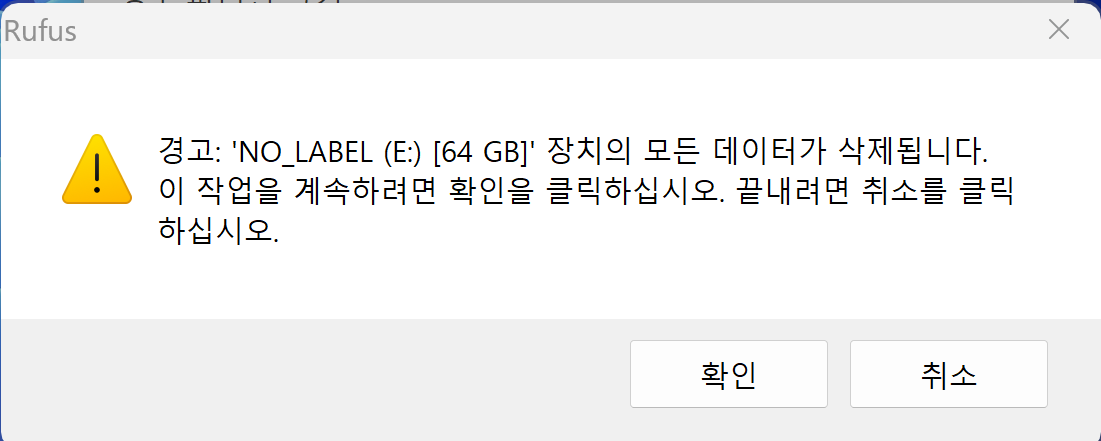 Rufus
경고: 'NO_LABEL (E:) [64 GB]' 장치의 모든 데이터가 삭제됩니다.
이 작업을 계속하려면 확인을 클릭하십시오. 끝내려면 취소를 클릭
하십시오.
확인
취소